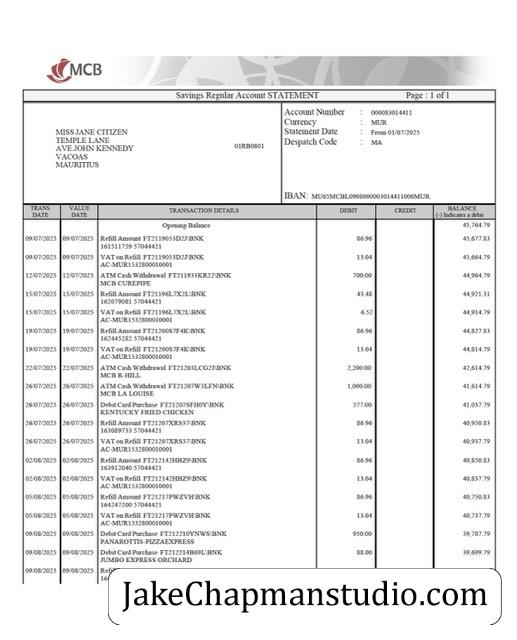 MCB
Savings Regular Account STATEMENT Page : 1 of 1
Account Number : 000083014411
Currency : MUR
Statement Date : From 01/07/2025
Despatch Code : MA
MISS JANE CITIZEN
TEMPLE LANE
AVE JOHN KENNEDY
VACOAS
MAURITIUS
01RB0801
IBAN: MU65MCBL0908000003014411000MUR
TRANS DATE VALUE DATE TRANSACTION DETAILS DEBIT CREDIT BALANCE (-) Indicates a debit
Opening Balance 45,764.79
09/07/2025 09/07/2025 Refill Amount FT21190S3D2J\BNK 86.96 45,677.83
161511759 57044421
09/07/2025 09/07/2025 VAT on Refill FT21190S3D2J\BNK 13.04 45,664.79
AC-MUR1532800010001
12/07/2025 12/07/2025 ATM Cash Withdrawal FT211933KR22\BNK 700.00 44,964.79
MCB CUREPIPE
15/07/2025 15/07/2025 Refill Amount FT21196L7X2L\BNK 43.48 44,921.31
162079081 57044421
15/07/2025 15/07/2025 VAT on Refill FT21196L7X2L\BNK 6.52 44,914.79
AC-MUR1532800010001
19/07/2025 19/07/2025 Refill Amount FT21200S7F4K\BNK 86.96 44,827.83
162445282 57044421
19/07/2025 19/07/2025 VAT on Refill FT21200S7F4K\BNK 13.04 44,814.79
AC-MUR1532800010001
22/07/2025 22/07/2025 ATM Cash Withdrawal FT21203LCG2J\BNK 2,200.00 42,614.79
MCB R-HILL
26/07/2025 26/07/2025 ATM Cash Withdrawal FT21207W3LFN\BNK 1,000.00 41,614.79
MCB LA LOUISE
26/07/2025 26/07/2025 Debit Card Purchase FT21207SFH0Y\BNK 577.00 41,037.79
KENTUCKY FRIED CHICKEN
26/07/2025 26/07/2025 Refill Amount FT21207XRS37\BNK 86.96 40,950.83
163089733 57044421
26/07/2025 26/07/2025 VAT on Refill FT21207XRS37\BNK 13.04 40,937.79
AC-MUR1532800010001
02/08/2025 02/08/2025 Refill Amount FT212142HHZ9\BNK 86.96 40,850.83
163912040 57044421
02/08/2025 02/08/2025 VAT on Refill FT212142HHZ9\BNK 13.04 40,837.79
AC-MUR1532800010001
05/08/2025 05/08/2025 Refill Amount FT21217PWZVH\BNK 86.96 40,750.83
164247200 57044421
05/08/2025 05/08/2025 VAT on Refill FT21217PWZVH\BNK 13.04 40,737.79
AC-MUR1532800010001
09/08/2025 09/08/2025 Debit Card Purchase FT212210YNWS\BNK 950.00 39,787.79
PANAROTTIS-PIZZAEXPRESS
09/08/2025 09/08/2025 Debit Card Purchase FT212214B69L\BNK 88.00 39,699.79
JUMBO EXPRESS ORCHARD
09/08/2025 09/08/2025
JakeChapmanstudio.com